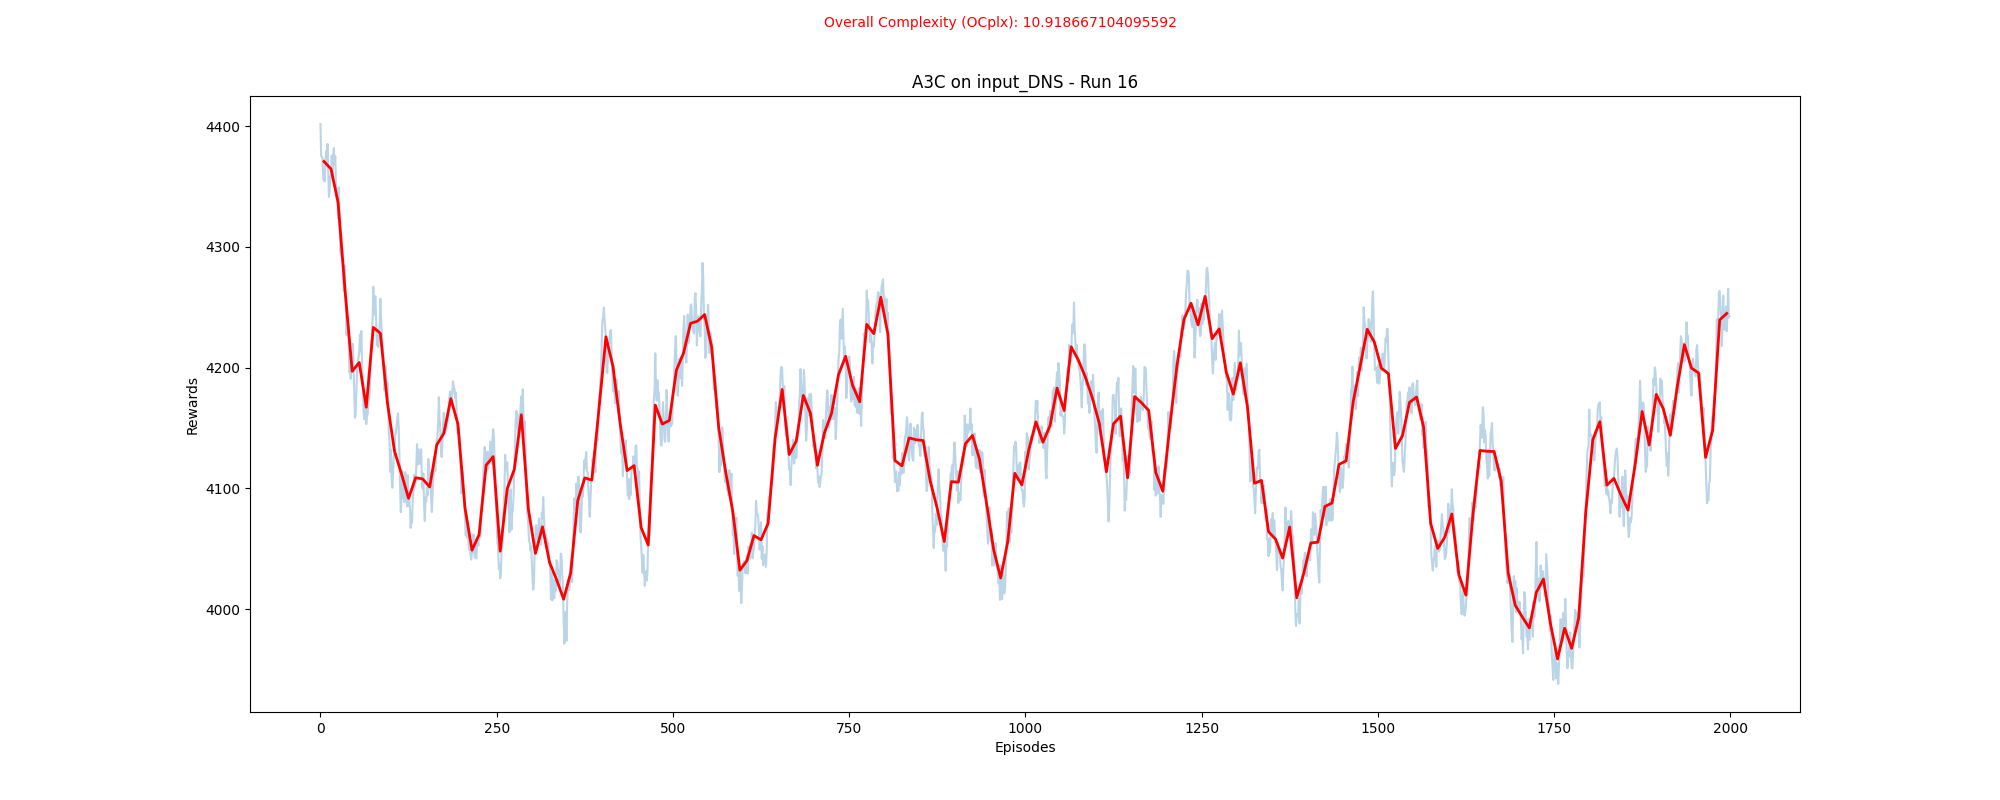 Overall Complexity (OCplx): 10.918667104095592
A3C on input_DNS - Run 16
4400
4300
4200
4100
4000
Rewards
0 250 500 750 1000 1250 1500 1750 2000
Episodes